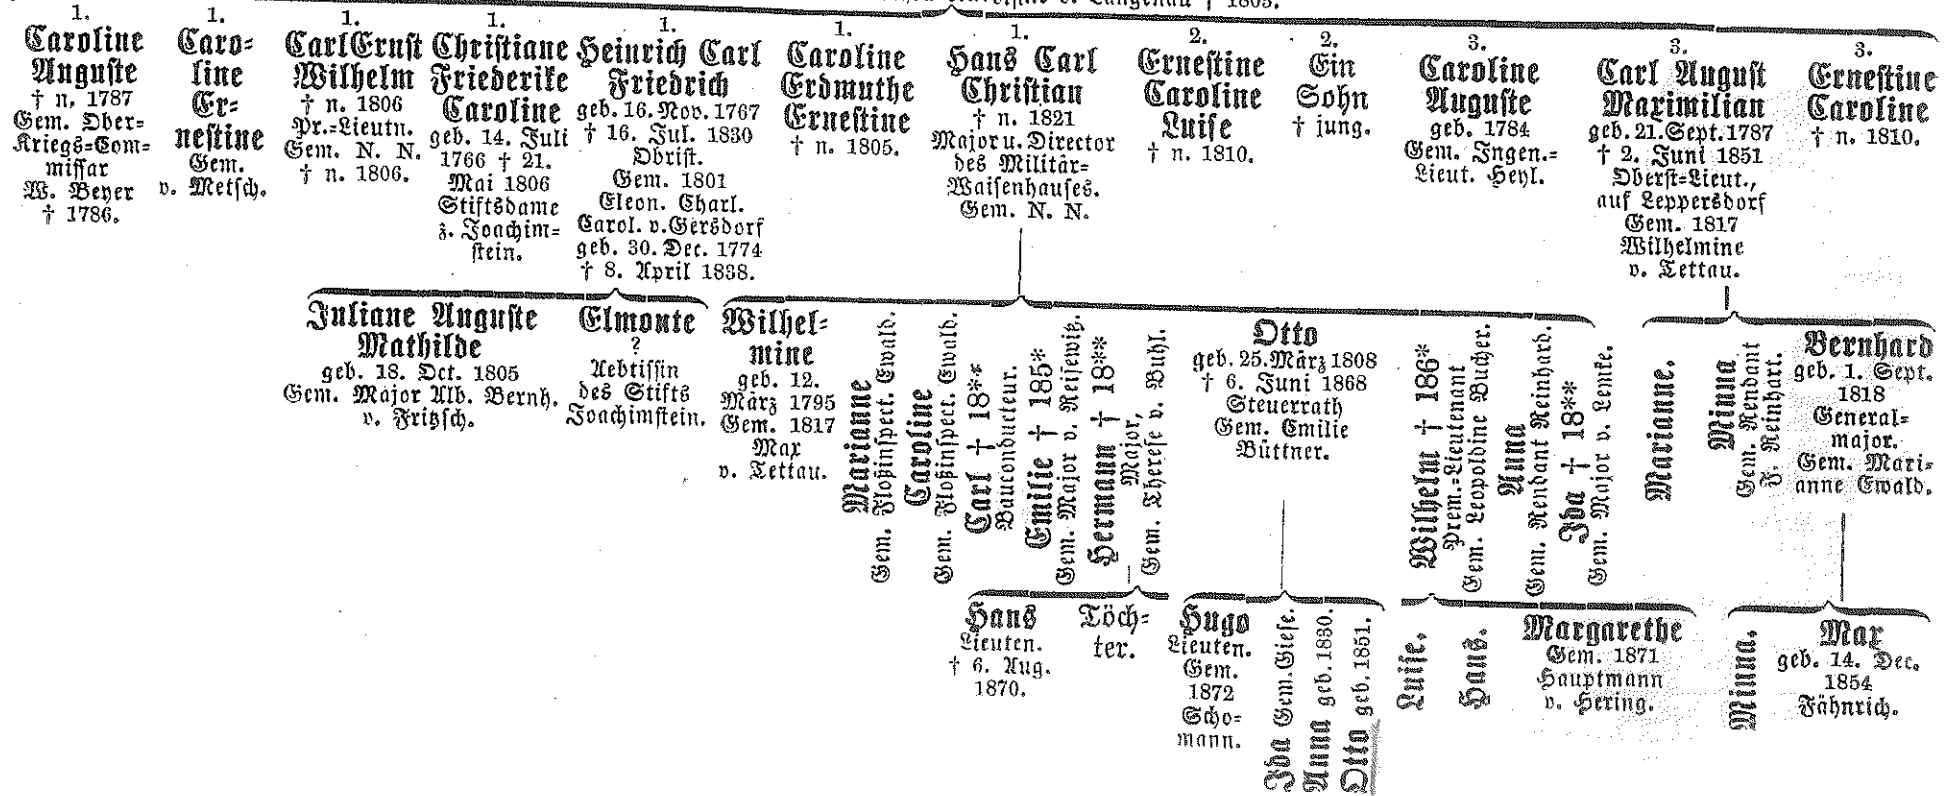 v. Langenau † 1803.
1.
Caroline
Auguste
† n. 1787
Gem. Ober=
Kriegs=Com=
missar
W. Beyer
† 1786.
1.
Caro=
line
Er=
nestine
Gem.
v. Metsch.
1.
Carl Ernst
Wilhelm
† n. 1806
Pr.=Lieutn.
Gem. N. N.
† n. 1806.
1.
Christiane
Friederike
Caroline
geb. 14. Juli
1766 † 21.
Mai 1806
Stiftsdame
z. Joachim=
stein.
1.
Heinrich Carl
Friedrich
geb. 16. Nov. 1767
† 16. Jul. 1830
Obrist.
Gem. 1801
Eleon. Charl.
Carol. v. Gersdorf
geb. 30. Dec. 1774
† 8. April 1838.
1.
Caroline
Erdmuthe
Ernestine
† n. 1805.
1.
Hans Carl
Christian
† n. 1821
Major u. Director
des Militär=
Waisenhauses.
Gem. N. N.
2.
Ernestine
Caroline
Luise
† n. 1810.
2.
Ein
Sohn
† jung.
3.
Caroline
Auguste
geb. 1784
Gem. Ingen.=
Lieut. Heyl.
3.
Carl August
Maximilian
geb. 21. Sept. 1787
† 2. Juni 1851
Oberst=Lieut.,
auf Leppersdorf
Gem. 1817
Wilhelmine
v. Tettau.
3.
Ernestine
Caroline
† n. 1810.
Juliane Auguste
Mathilde
geb. 18. Oct. 1805
Gem. Major Alb. Bernh.
v. Fritzsch.
Elmonte
?
Aebtissin
des Stifts
Joachimstein.
Wilhel=
mine
geb. 12.
März 1795
Gem. 1817
Max
v. Tettau.
Marianne
Gem. Floßinspect. Ewald.
Caroline
Gem. Floßinspect. Ewald.
Carl † 18**
Bauconducteur.
Emilie † 185*
Gem. Major v. Reisewitz.
Hermann † 18**
Major,
Gem. Therese v. Buhl.
Otto
geb. 25. März 1808
† 6. Juni 1868
Steuerrath
Gem. Emilie
Büttner.
Wilhelm † 186*
Prem.=Lieutenant
Gem. Leopoldine Bucher.
Anna
Gem. Rendant Reinhard.
Ida † 18**
Gem. Major v. Lemke.
Marianne.
Minna
Gem. Rendant
B. Reinhart.
Bernhard
geb. 1. Sept.
1818
General=
major.
Gem. Mari=
anne Ewald.
Hans
Lieuten.
† 6. Aug.
1870.
Töch=
ter.
Hugo
Lieuten.
Gem.
1872
Scho=
mann.
Ida Gem. Giese.
Anna geb. 1830.
Otto geb. 1851.
Luise.
Hans.
Margarethe
Gem. 1871
Hauptmann
v. Hering.
Minna.
Max
geb. 14. Dec.
1854
Fähnrich.